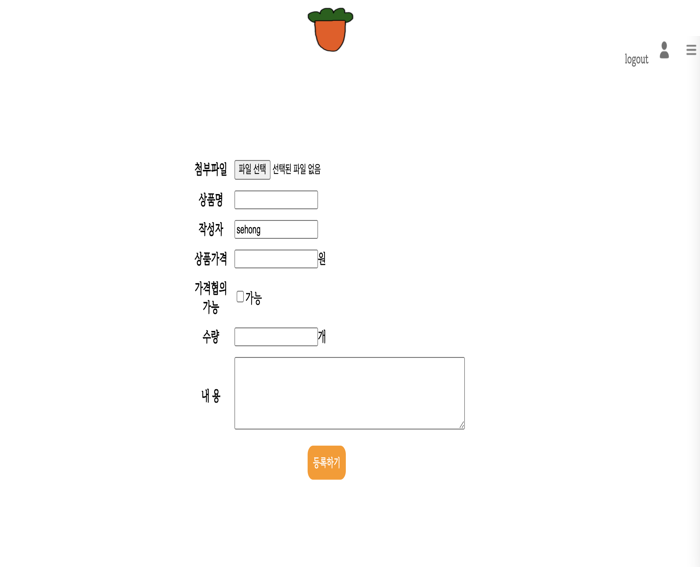 logout
첨부파일 파일 선택 선택된 파일 없음
상품명
작성자 sehong
상품가격 원
가격협의
가능 가능
수량 개
내 용
등록하기